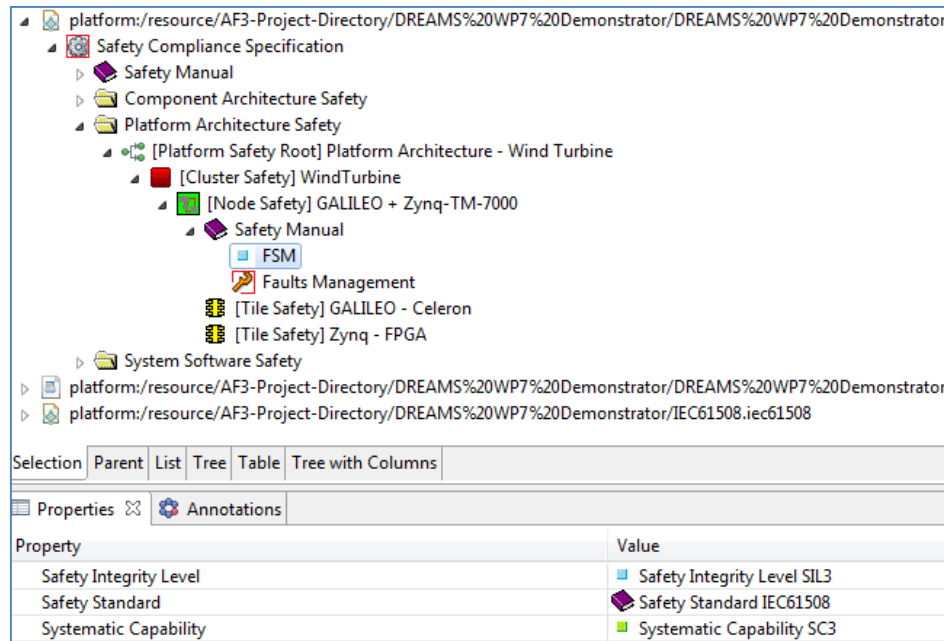 platform:/resource/AF3-Project-Directory/DREAMS%20WP7%20Demonstrator/DREAMS%20WP7%20Demonstrator
Safety Compliance Specification
Safety Manual
Component Architecture Safety
Platform Architecture Safety
[Platform Safety Root] Platform Architecture - Wind Turbine
[Cluster Safety] WindTurbine
[Node Safety] GALILEO + Zynq-TM-7000
Safety Manual
FSM
Faults Management
[Tile Safety] GALILEO - Celeron
[Tile Safety] Zynq - FPGA
System Software Safety
platform:/resource/AF3-Project-Directory/DREAMS%20WP7%20Demonstrator/DREAMS%20WP7%20Demonstrator
platform:/resource/AF3-Project-Directory/DREAMS%20WP7%20Demonstrator/IEC61508.iec61508
Selection Parent List Tree Table Tree with Columns
Properties Annotations
Property Value
Safety Integrity Level Safety Integrity Level SIL3
Safety Standard Safety Standard IEC61508
Systematic Capability Systematic Capability SC3